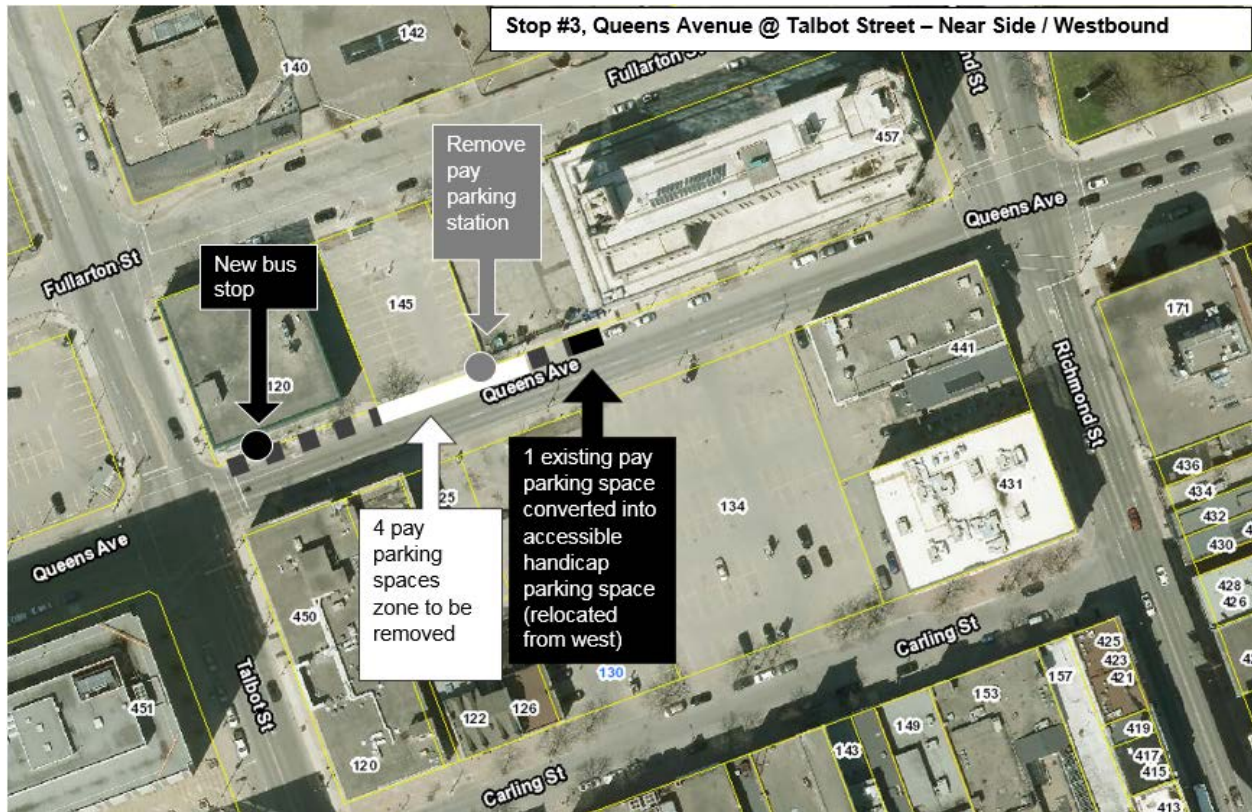 Stop #3, Queens Avenue @ Talbot Street – Near Side / Westbound
142
140
Fullarton S
nd St
457
Remove
pay
parking
station
Queens Ave
Fullarton St
New bus
stop
145
171
441
120
Queens Ave
Richmond St
1 existing pay
parking space
converted into
accessible
handicap
parking space
(relocated
from west)
25
4 pay
parking
spaces
zone to be
removed
134
431
436
434
432
430
428
426
Queens Ave
450
Carling St
130
425
423
421
157
153
451
Talbot St
122
126
149
143
419
417
415
413
120
Carling St